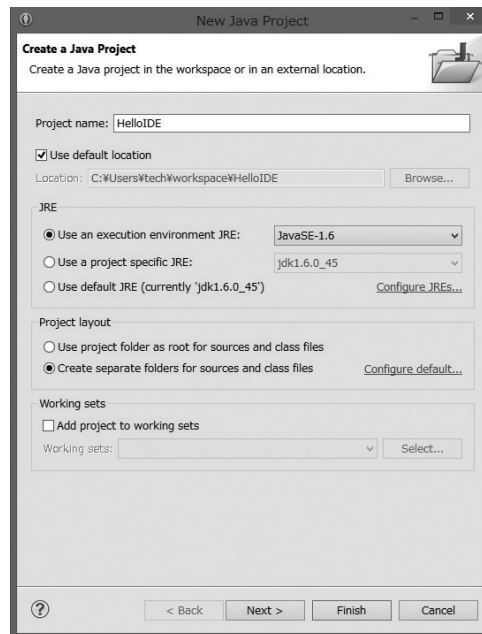 New Java Project
Create a Java Project
Create a Java project in the workspace or in an external location.
Project name: HelloIDE
Use default location
Location: C:¥Users¥tech¥workspace¥HelloIDE Browse...
JRE
Use an execution environment JRE: JavaSE-1.6
Use a project specific JRE: jdk1.6.0_45
Use default JRE (currently 'jdk1.6.0_45') Configure JREs...
Project layout
Use project folder as root for sources and class files
Create separate folders for sources and class files Configure default...
Working sets
Add project to working sets
Working sets: Select...
? < Back Next > Finish Cancel